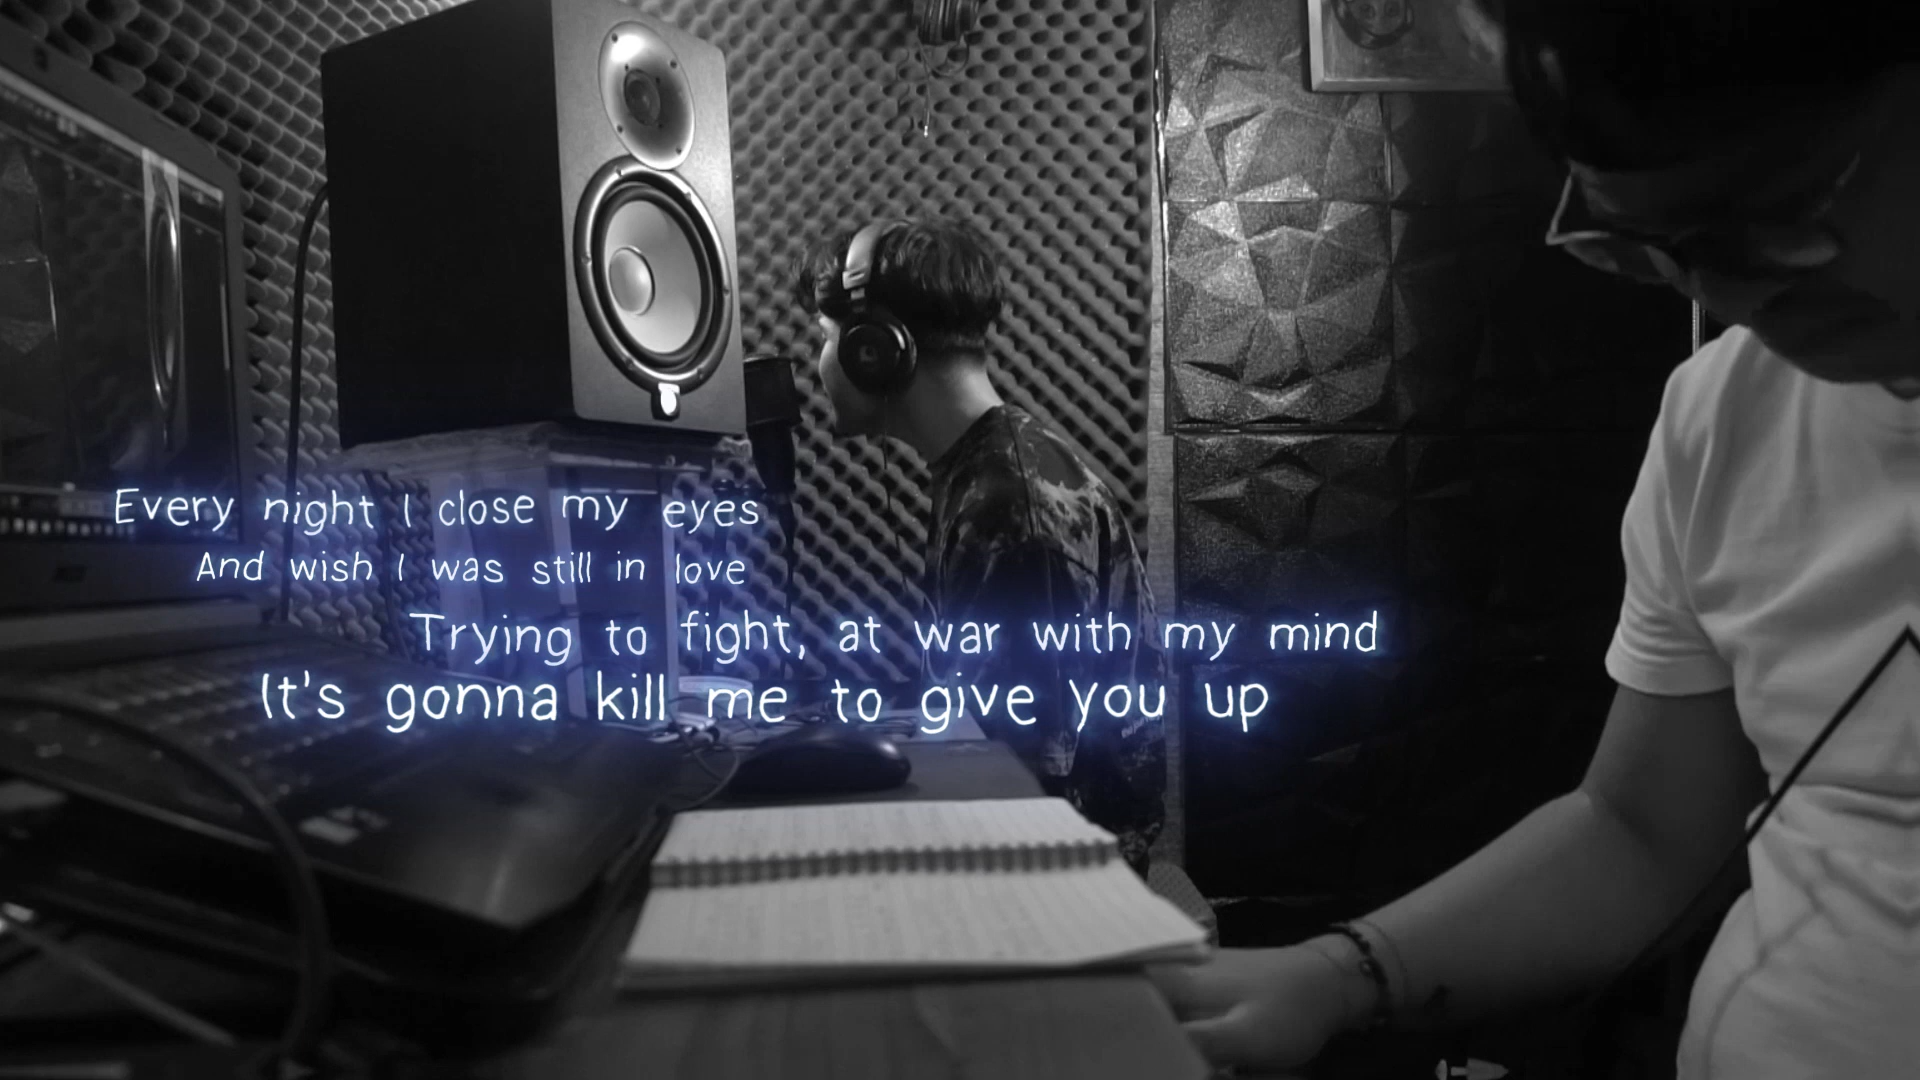 Every night I close my eyes
And wish I was still in love
Trying to fight, at war with my mind
It's gonna kill me to give you up